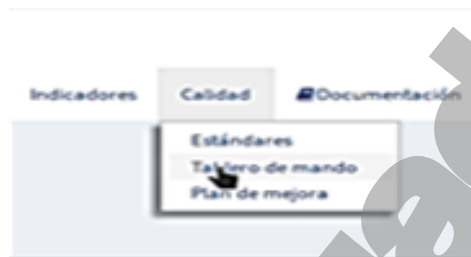 Indicadores Calidad Documentación
Estándares
Tablero de mando
Plan de mejora